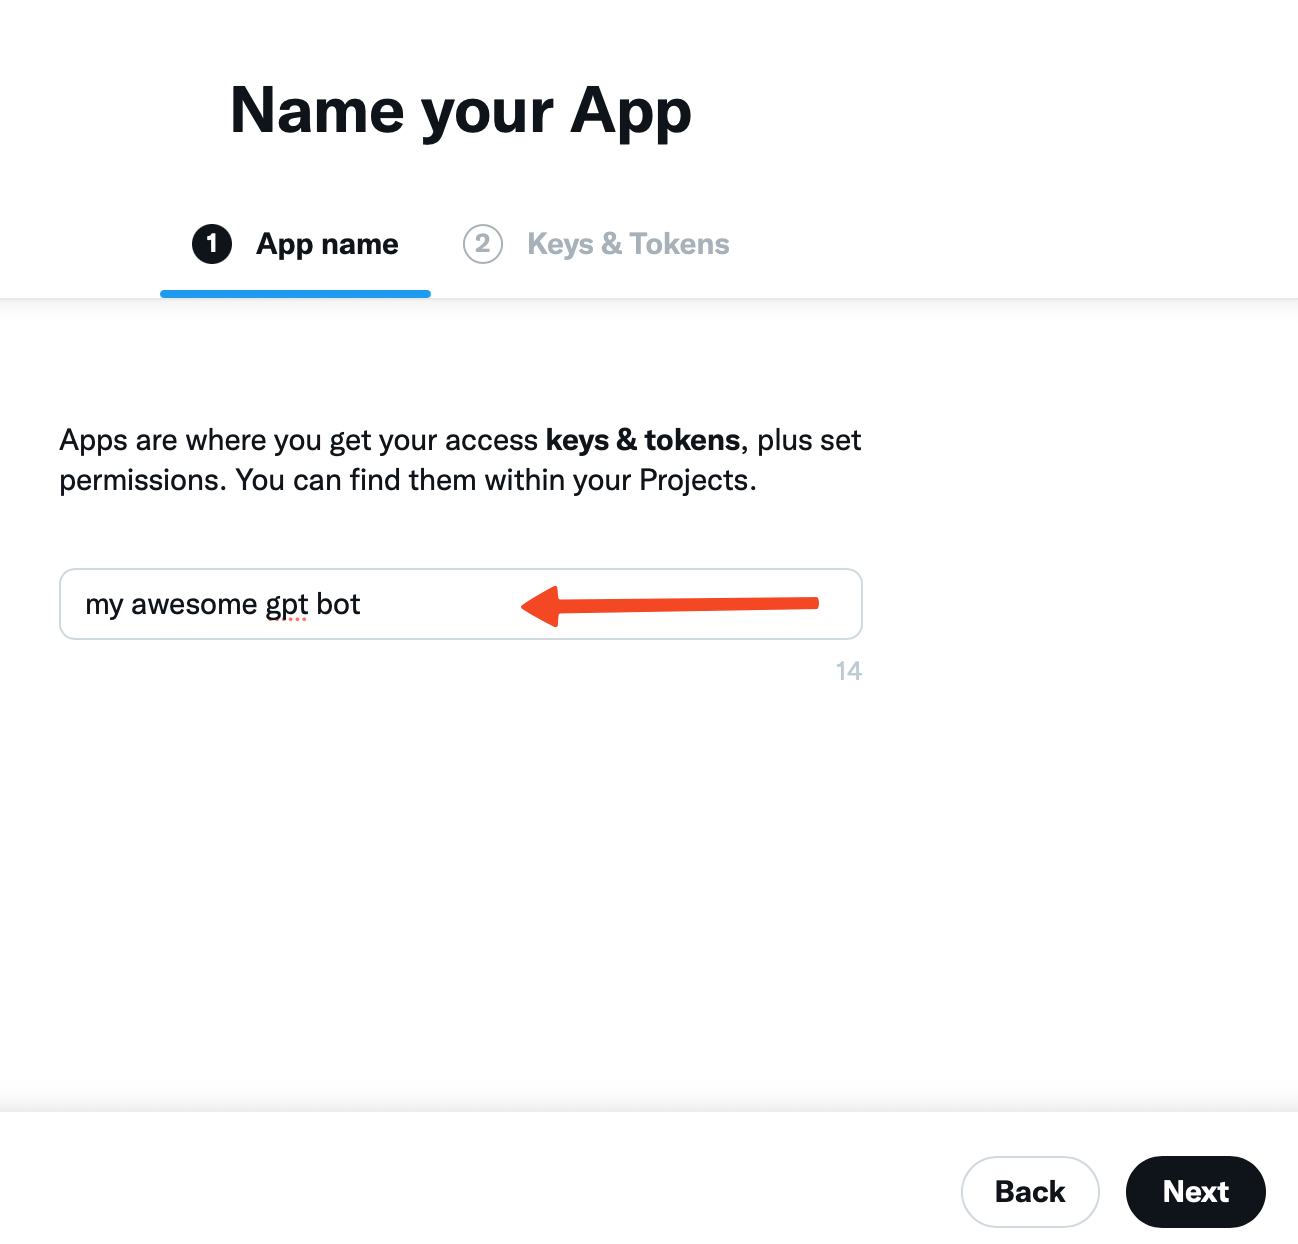 Name your App
1 App name 2 Keys & Tokens
Apps are where you get your access keys & tokens, plus set
permissions. You can find them within your Projects.
my awesome gpt bot
14
Back Next